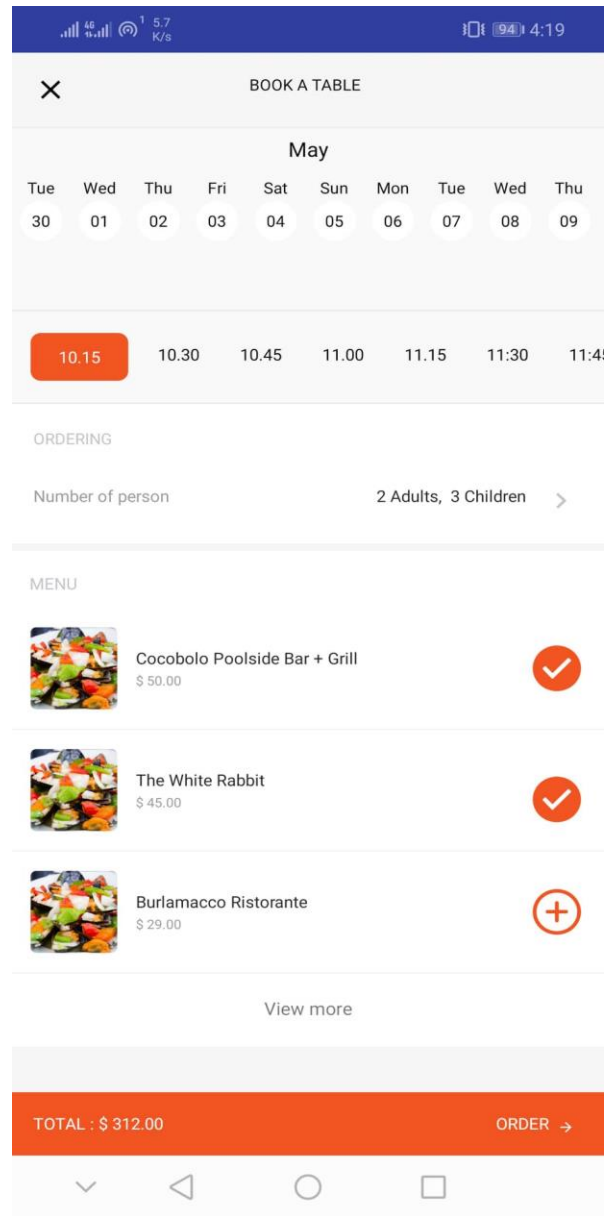 4G 1 5.7 K/s 94 4:19
BOOK A TABLE
May
Tue Wed Thu Fri Sat Sun Mon Tue Wed Thu
30 01 02 03 04 05 06 07 08 09
10.15 10.30 10.45 11.00 11.15 11:30 11:45
ORDERING
Number of person 2 Adults, 3 Children
MENU
Cocobolo Poolside Bar + Grill
$ 50.00
The White Rabbit
$ 45.00
Burlamacco Ristorante
$ 29.00
View more
TOTAL : $ 312.00 ORDER →